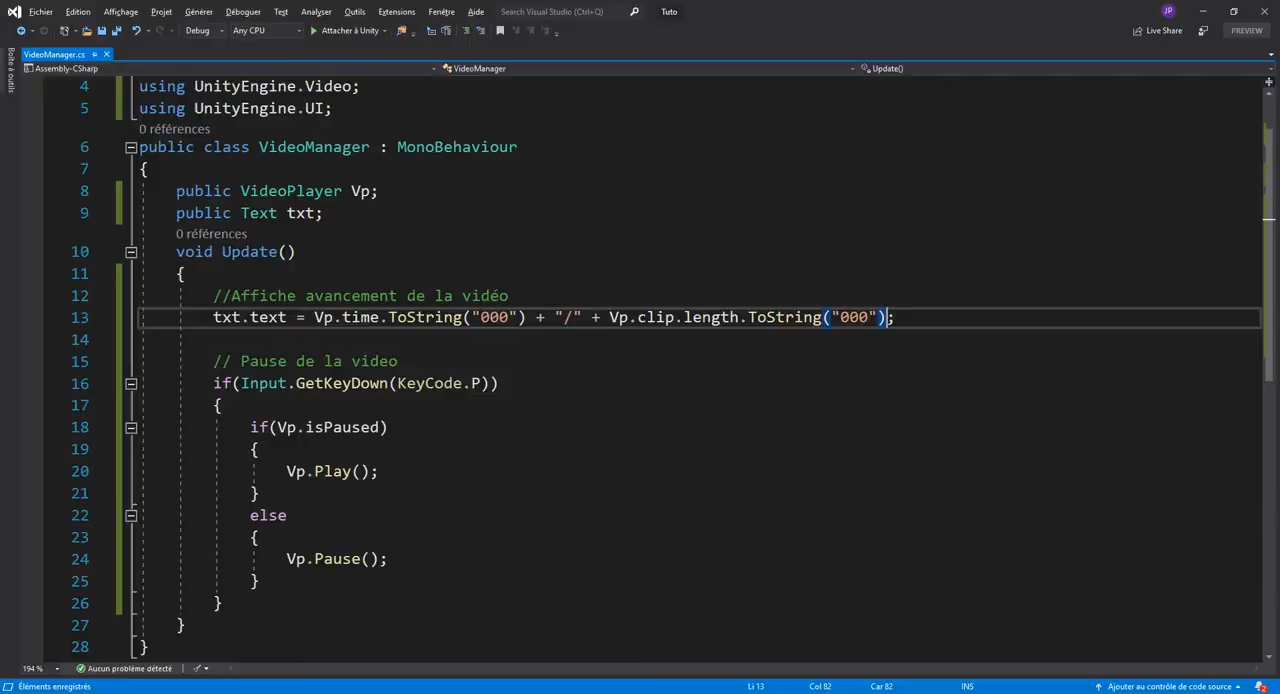 Fichier Edition Affichage Projet Générer Déboguer Test Analyser Outils Extensions Fenêtre Aide Search Visual Studio (Ctrl+Q) Tuto JP
Debug Any CPU Attacher à Unity Live Share PREVIEW
Boîte à outils
VideoManager.cs
Assembly-CSharp VideoManager Update()
4 using UnityEngine.Video;
5 using UnityEngine.UI;
0 références
6 public class VideoManager : MonoBehaviour
7 {
8 public VideoPlayer Vp;
9 public Text txt;
0 références
10 void Update()
11 {
12 //Affiche avancement de la vidéo
13 txt.text = Vp.time.ToString("000") + "/" + Vp.clip.length.ToString("000");
14
15 // Pause de la video
16 if(Input.GetKeyDown(KeyCode.P))
17 {
18 if(Vp.isPaused)
19 {
20 Vp.Play();
21 }
22 else
23 {
24 Vp.Pause();
25 }
26 }
27 }
28 }
194 % Aucun problème détecté
Éléments enregistrés Li 13 Col 82 Car 82 INS Ajouter au contrôle de code source 2